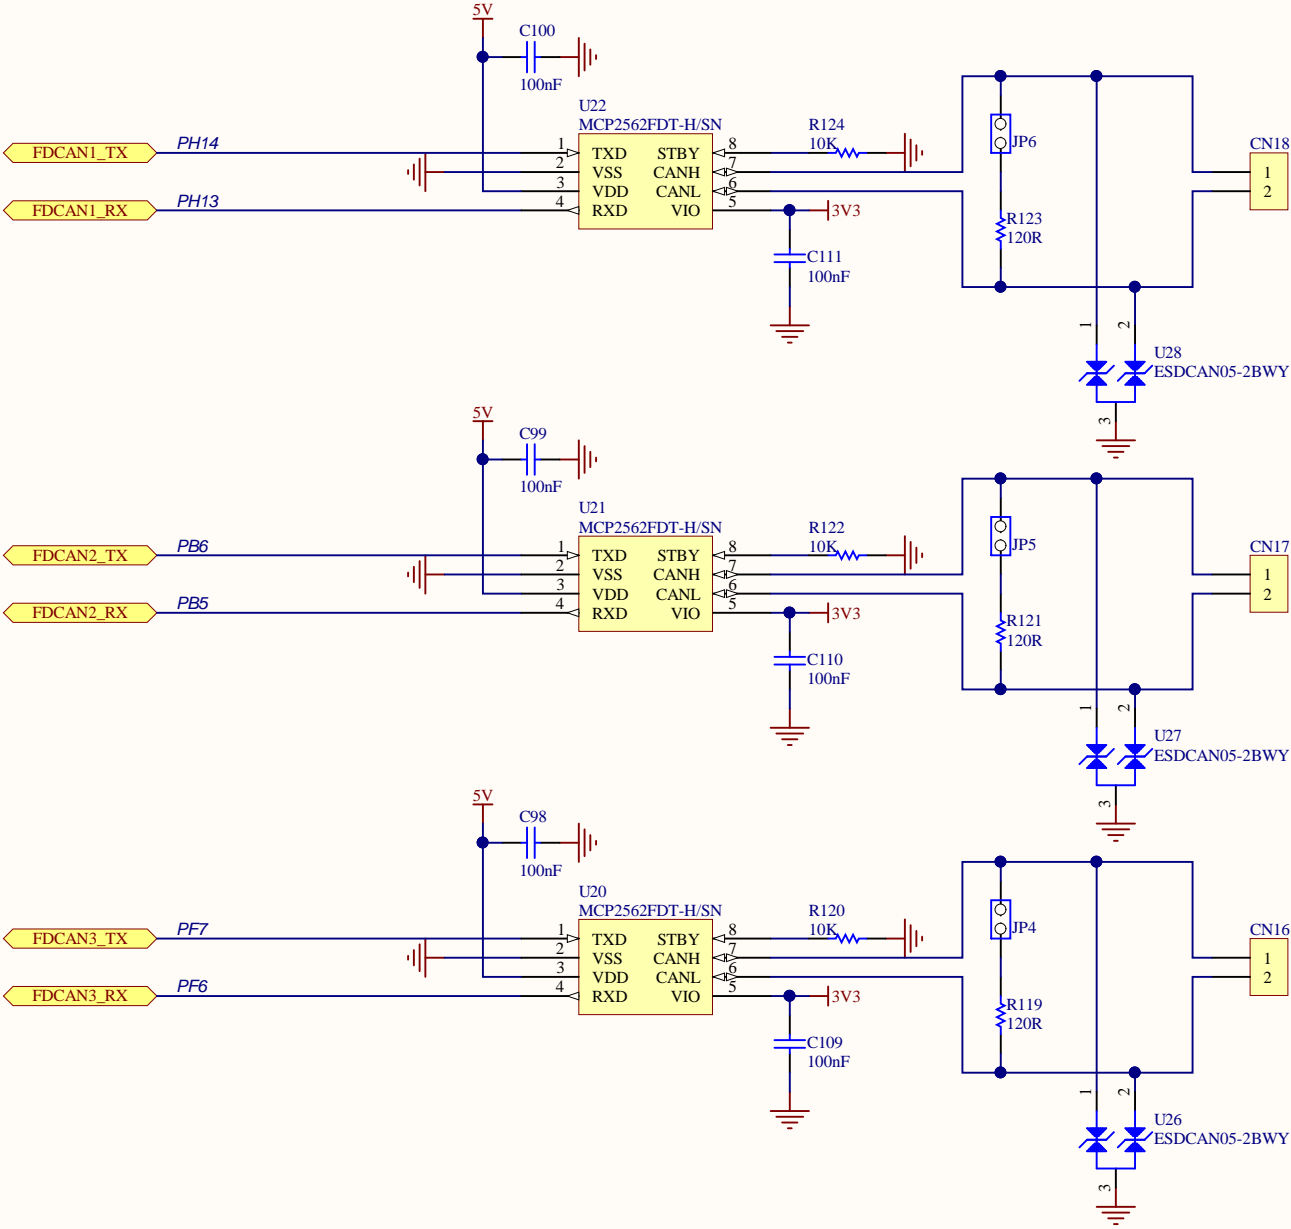 5V
C100
100nF
U22
MCP2562FDT-H/SN
FDCAN1_TX
PH14
1 TXD STBY 8
2 VSS CANH 7
3 VDD CANL 6
4 RXD VIO 5
FDCAN1_RX
PH13
R124
10K
3V3
C111
100nF
JP6
R123
120R
CN18
1
2
1
2
U28
ESDCAN05-2BWY
3
5V
C99
100nF
U21
MCP2562FDT-H/SN
FDCAN2_TX
PB6
1 TXD STBY 8
2 VSS CANH 7
3 VDD CANL 6
4 RXD VIO 5
FDCAN2_RX
PB5
R122
10K
3V3
C110
100nF
JP5
R121
120R
CN17
1
2
1
2
U27
ESDCAN05-2BWY
3
5V
C98
100nF
U20
MCP2562FDT-H/SN
FDCAN3_TX
PF7
1 TXD STBY 8
2 VSS CANH 7
3 VDD CANL 6
4 RXD VIO 5
FDCAN3_RX
PF6
R120
10K
3V3
C109
100nF
JP4
R119
120R
CN16
1
2
1
2
U26
ESDCAN05-2BWY
3